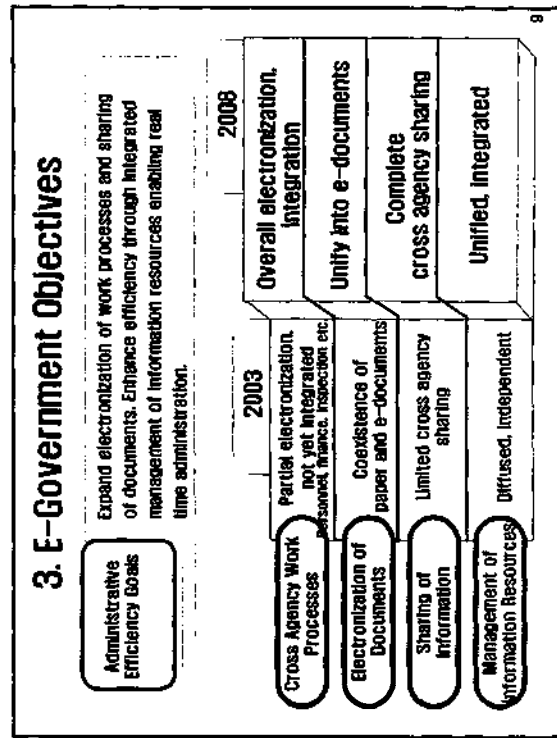 3. E-Government Objectives
Administrative
Efficiency Goals
Expand electronization of work processes and sharing
of documents. Enhance efficiency through integrated
management of information resources enabling real
time administration.
2003
2008
Cross Agency Work
Processes
Partial electronization,
not yet integrated
personnel, finance, inspection etc.
Overall electronization,
integration
Electronization of
Documents
Coexistence of
paper and e-documents
Unify into e-documents
Sharing of
Information
Limited cross agency
sharing
Complete
cross agency sharing
Management of
Information Resources
Diffused, Independent
Unified, integrated
9